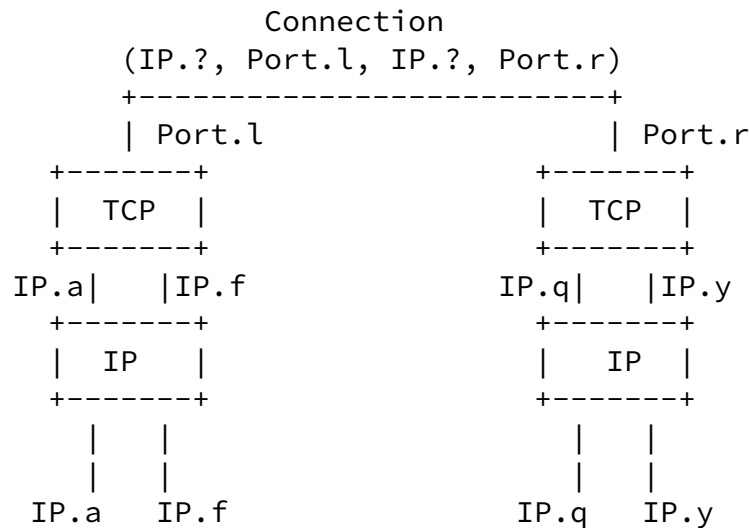 Connection
(IP.?, Port.l, IP.?, Port.r)
+---------------------------+
| Port.l | Port.r
+-------+ +-------+
| TCP | | TCP |
+-------+ +-------+
IP.a| |IP.f IP.q| |IP.y
+-------+ +-------+
| IP | | IP |
+-------+ +-------+
| | | |
| | | |
IP.a IP.f IP.q IP.y